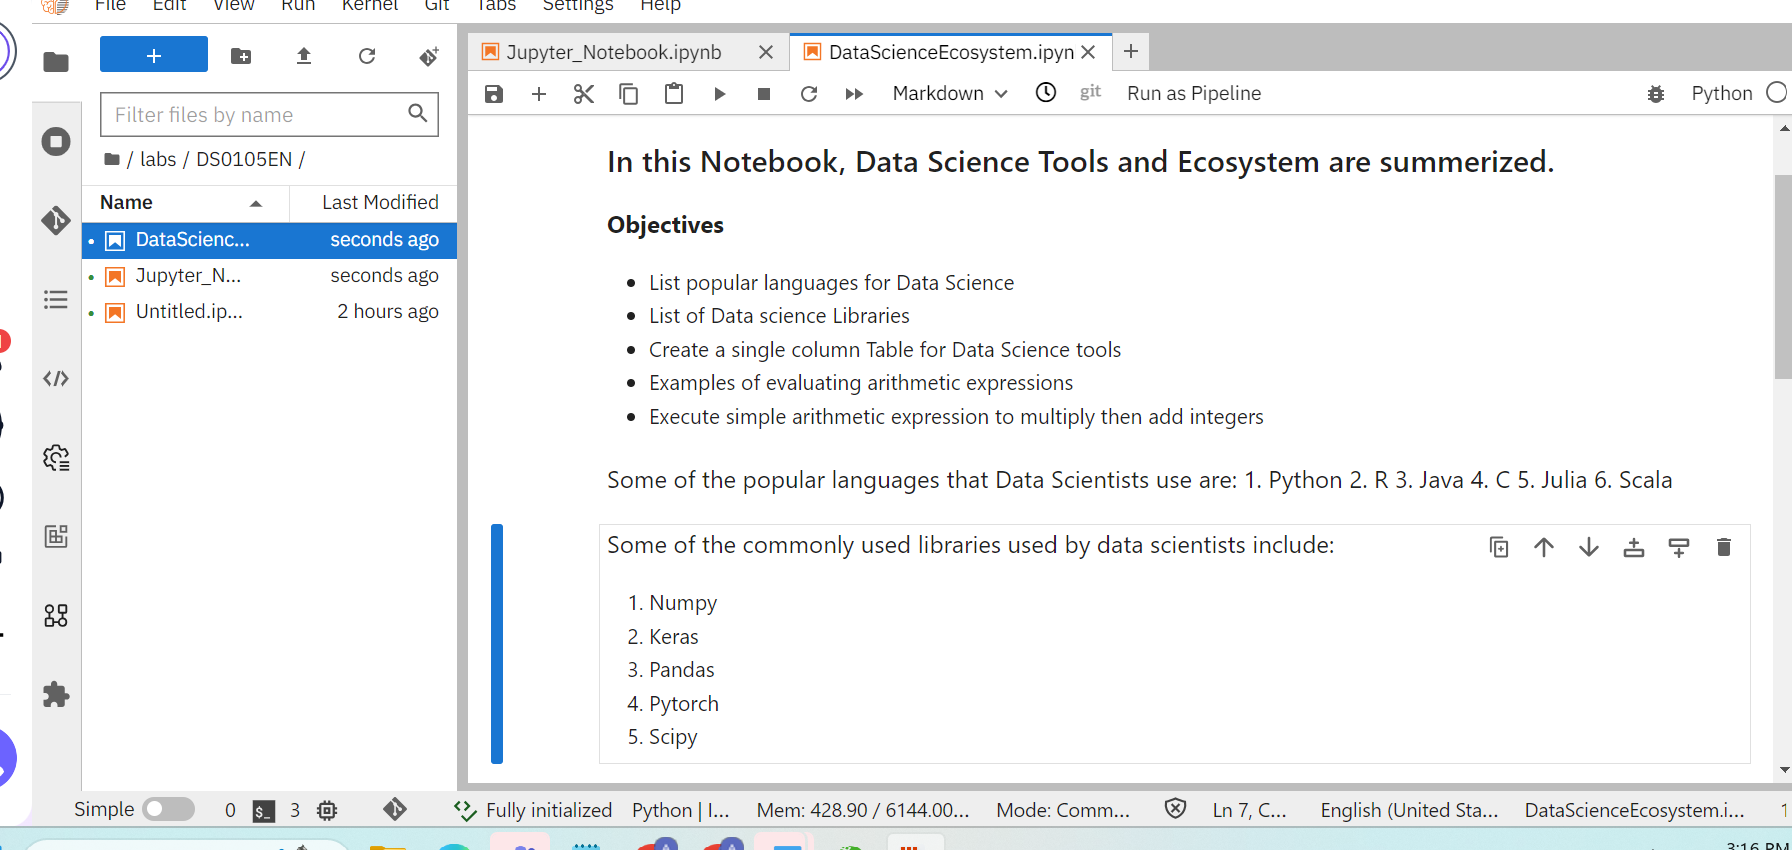 File Edit View Run Kernel Git Tabs Settings Help
Filter files by name
/ labs / DS0105EN /
Name Last Modified
DataScienc... seconds ago
Jupyter_N... seconds ago
Untitled.ip... 2 hours ago
Jupyter_Notebook.ipynb
DataScienceEcosystem.ipyn
Markdown
git
Run as Pipeline
Python
In this Notebook, Data Science Tools and Ecosystem are summerized.
Objectives
• List popular languages for Data Science
• List of Data science Libraries
• Create a single column Table for Data Science tools
• Examples of evaluating arithmetic expressions
• Execute simple arithmetic expression to multiply then add integers
Some of the popular languages that Data Scientists use are: 1. Python 2. R 3. Java 4. C 5. Julia 6. Scala
Some of the commonly used libraries used by data scientists include:
1. Numpy
2. Keras
3. Pandas
4. Pytorch
5. Scipy
Simple 0 $_ 3 Fully initialized Python | I... Mem: 428.90 / 6144.00... Mode: Comm... Ln 7, C... English (United Sta... DataScienceEcosystem.i... 1
3:16 PM